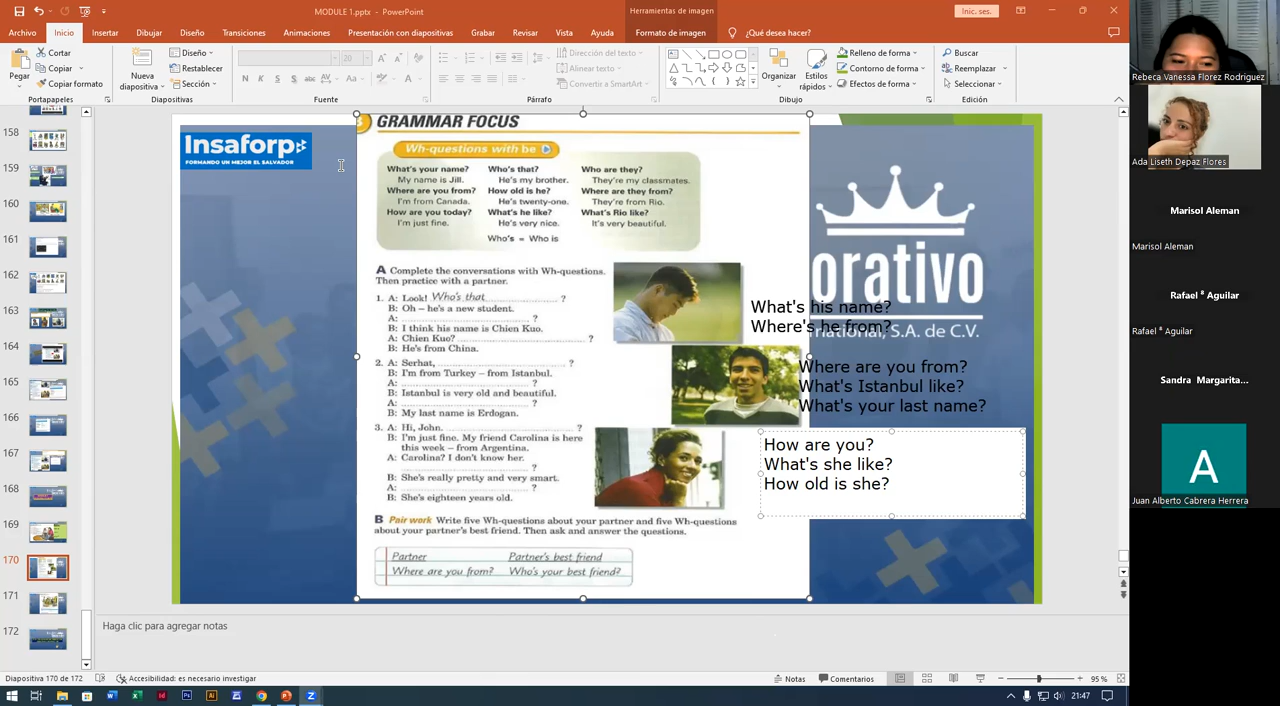 MODULE 1.pptx - PowerPoint
Herramientas de imagen
Inic. ses.
Archivo Inicio Insertar Dibujar Diseño Transiciones Animaciones Presentación con diapositivas Grabar Revisar Vista Ayuda Formato de imagen ¿Qué desea hacer?
Pegar
Cortar
Copiar
Copiar formato
Portapapeles
Nueva
diapositiva
Diseño
Restablecer
Sección
Diapositivas
20
N K S S abc AV Aa A
Fuente
Dirección del texto
Alinear texto
Convertir a SmartArt
Párrafo
Organizar
Estilos
rápidos
Relleno de forma
Contorno de forma
Efectos de forma
Dibujo
Buscar
Reemplazar
Seleccionar
Edición
158
159
160
161
162
163
164
165
166
167
168
169
170
171
172
Insaforp
FORMANDO UN MEJOR EL SALVADOR
GRAMMAR FOCUS
Wh-questions with be
What's your name? Who's that? Who are they?
My name is Jill. He's my brother. They're my classmates.
Where are you from? How old is he? Where are they from?
I'm from Canada. He's twenty-one. They're from Rio.
How are you today? What's he like? What's Rio like?
I'm just fine. He's very nice. It's very beautiful.
Who's = Who is
A Complete the conversations with Wh-questions.
Then practice with a partner.
1. A: Look! Who's that ?
B: Oh – he's a new student.
A: ?
B: I think his name is Chien Kuo.
A: Chien Kuo? ?
B: He's from China.
2. A: Serhat, ?
B: I'm from Turkey – from Istanbul.
A: ?
B: Istanbul is very old and beautiful.
A: ?
B: My last name is Erdogan.
3. A: Hi, John. ?
B: I'm just fine. My friend Carolina is here
this week – from Argentina.
A: Carolina? I don't know her.
?
B: She's really pretty and very smart.
A: ?
B: She's eighteen years old.
B Pair work Write five Wh-questions about your partner and five Wh-questions
about your partner's best friend. Then ask and answer the questions.
Partner Partner's best friend
Where are you from? Who's your best friend?
orativo
rnational, S.A. de C.V.
What's his name?
Where's he from?
Where are you from?
What's Istanbul like?
What's your last name?
How are you?
What's she like?
How old is she?
Haga clic para agregar notas
Diapositiva 170 de 172
Accesibilidad: es necesario investigar
Notas
Comentarios
95 %
21:47
Rebeca Vanessa Florez Rodriguez
Ada Liseth Depaz Flores
Marisol Aleman
Marisol Aleman
Rafael ª Aguilar
Rafael ª Aguilar
Sandra Margarita...
A
Juan Alberto Cabrera Herrera